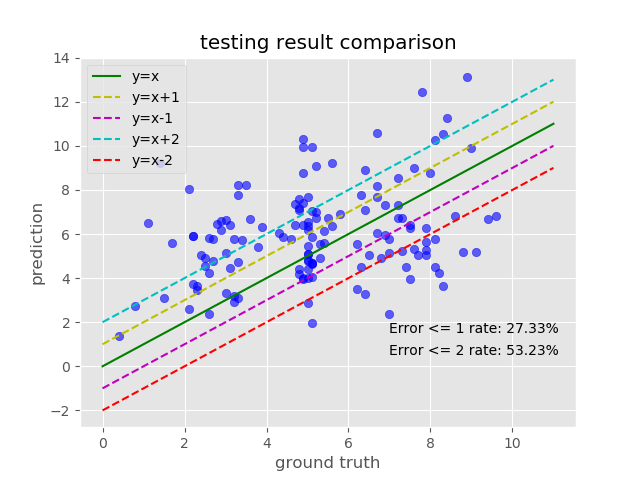 testing result comparison
y=x
y=x+1
y=x-1
y=x+2
y=x-2
14
12
10
8
6
4
2
0
−2
prediction
Error <= 1 rate: 27.33%
Error <= 2 rate: 53.23%
0
2
4
6
8
10
ground truth